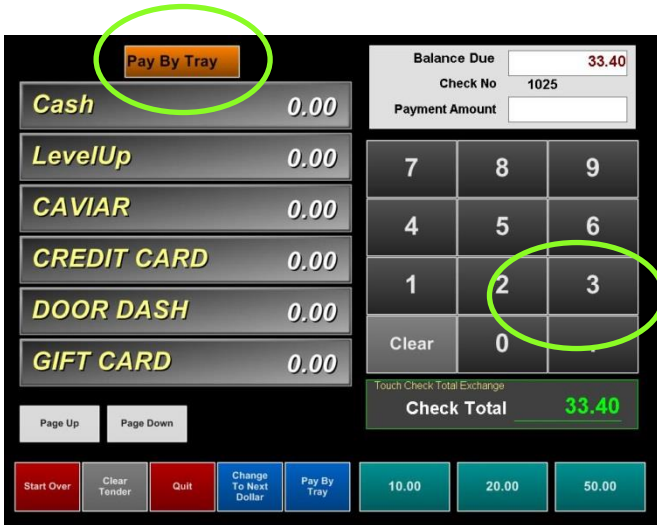 Pay By Tray
Cash 0.00
LevelUp 0.00
CAVIAR 0.00
CREDIT CARD 0.00
DOOR DASH 0.00
GIFT CARD 0.00
Page Up Page Down
Balance Due 33.40
Check No 1025
Payment Amount
7 8 9
4 5 6
1 2 3
Clear 0
Touch Check Total Exchange
Check Total 33.40
Start Over Clear Tender Quit Change To Next Dollar Pay By Tray 10.00 20.00 50.00